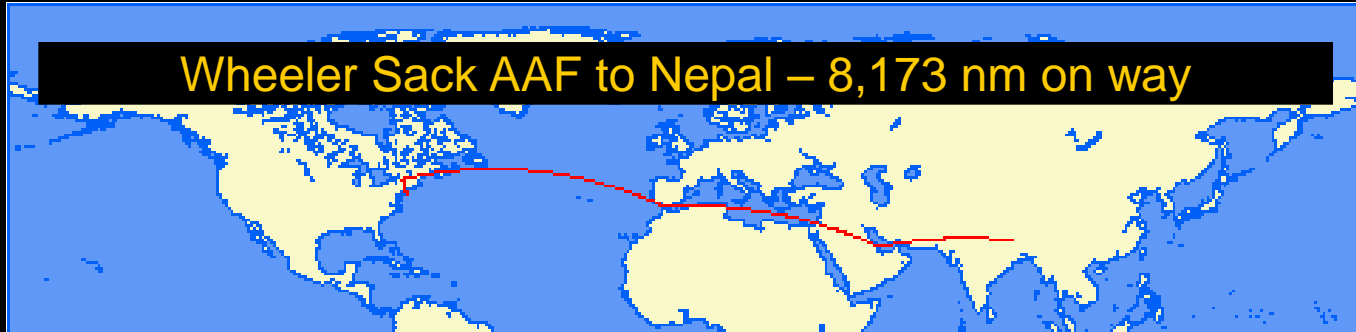 Wheeler Sack AAF to Nepal – 8,173 nm on way